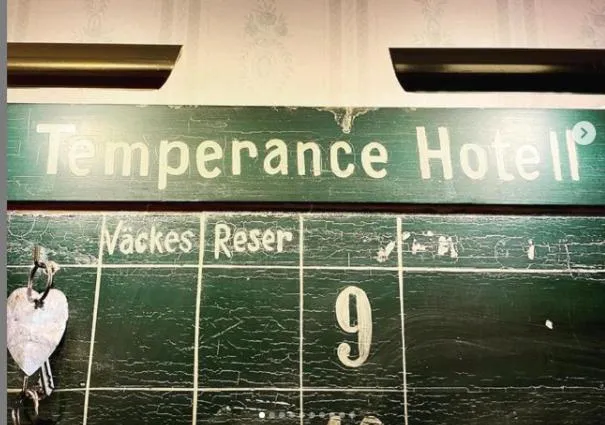 Temperance Hotell
Väckes Reser
9